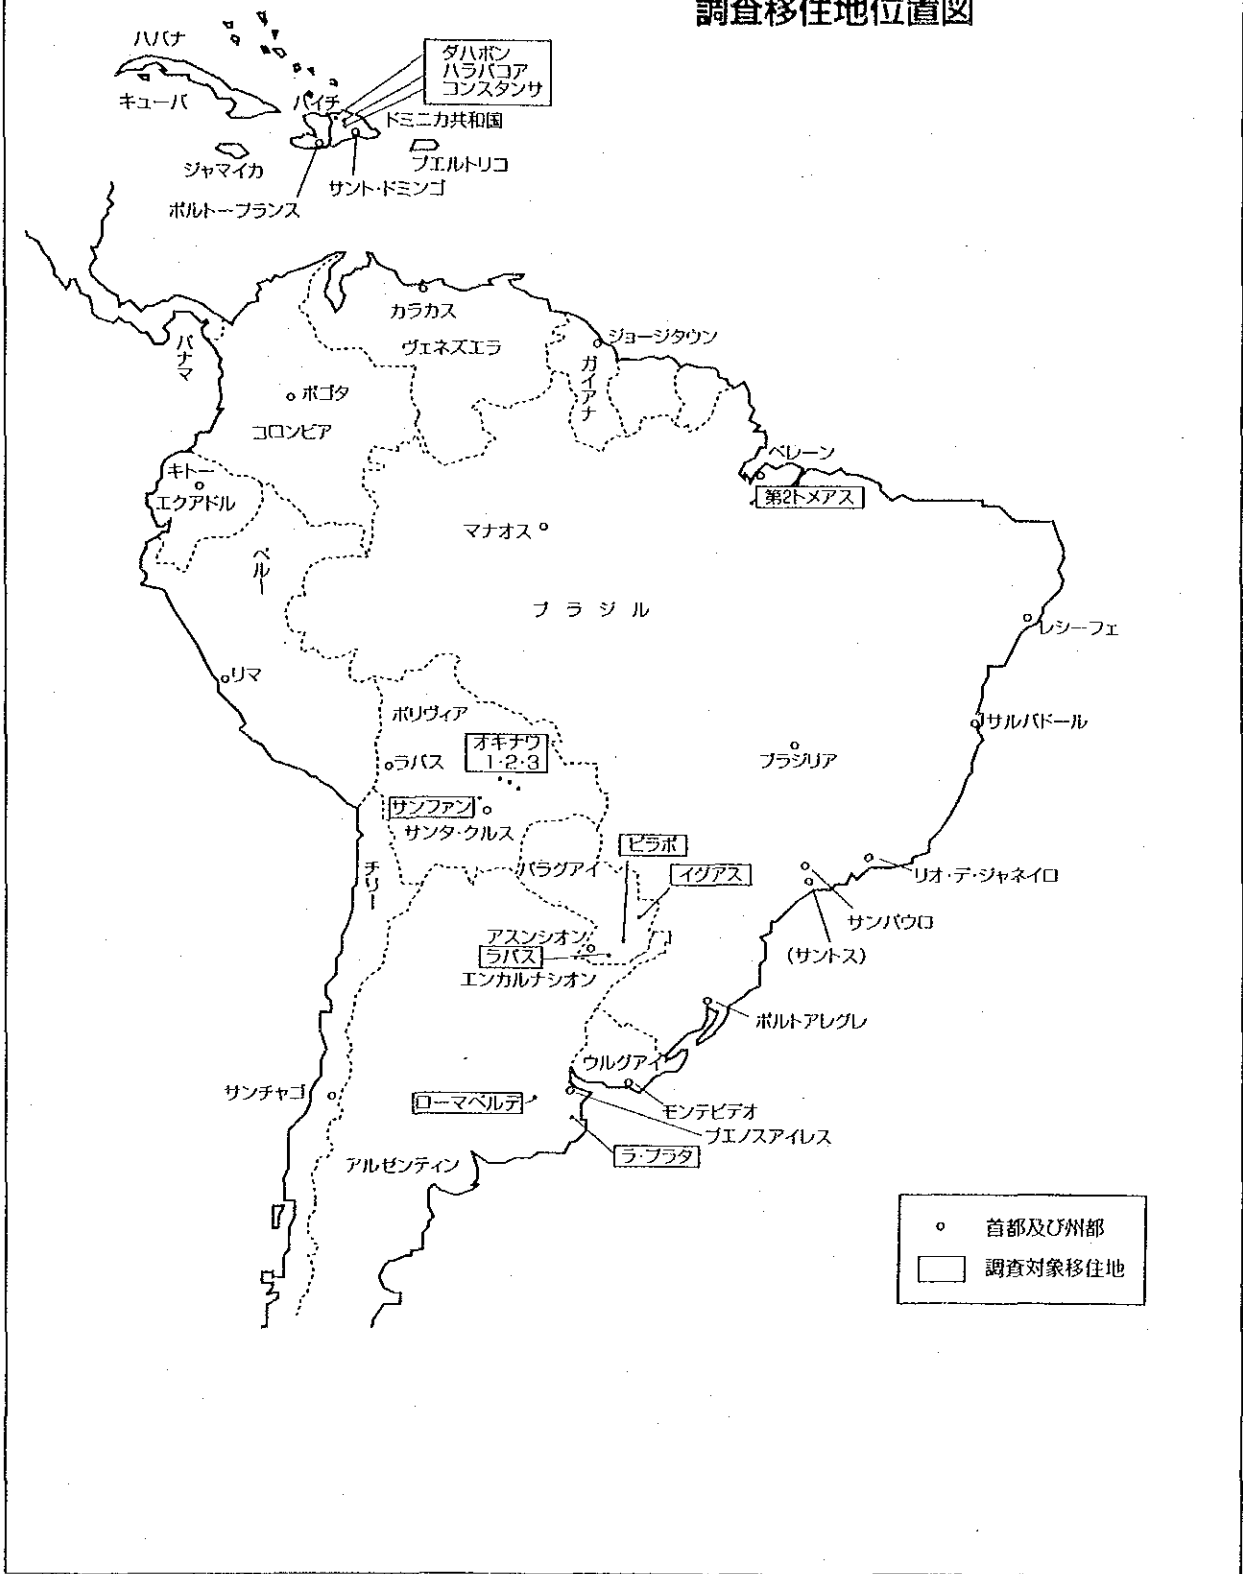 調査移住地位置図
ハバナ
キューバ
ハイチ
ダハボン
ハラバコア
コンスタンサ
ドミニカ共和国
ジャマイカ
プエルトリコ
サント・ドミンゴ
ポルトープランス
パナマ
カラカス
ヴェネズエラ
ジョージタウン
ガイアナ
ボゴタ
コロンビア
キトー
エクアドル
ベレーン
第2トメアス
マナオス
ペルー
ブラジル
レシーフェ
リマ
ボリヴィア
サルバドール
オキナワ
1・2・3
ラパス
ブラジリア
サンファン
サンタ・クルス
ピラポ
パラグアイ
イグアス
チリー
リオ・デ・ジャネイロ
サンパウロ
アスンシオン
ラパス
(サントス)
エンカルナシオン
ポルトアレグレ
ウルグアイ
サンチャゴ
ローマベルデ
モンテビデオ
ブエノスアイレス
ラ・プラタ
アルゼンティン
首都及び州都
調査対象移住地